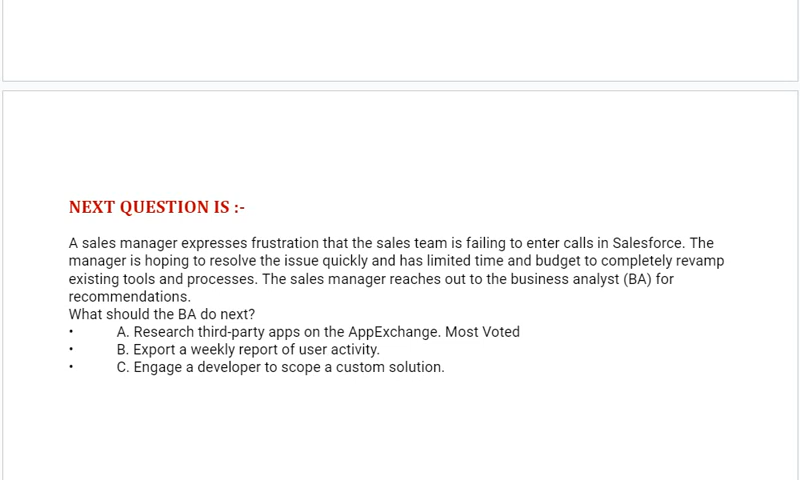 NEXT QUESTION IS :-
A sales manager expresses frustration that the sales team is failing to enter calls in Salesforce. The
manager is hoping to resolve the issue quickly and has limited time and budget to completely revamp
existing tools and processes. The sales manager reaches out to the business analyst (BA) for
recommendations.
What should the BA do next?
• A. Research third-party apps on the AppExchange. Most Voted
• B. Export a weekly report of user activity.
• C. Engage a developer to scope a custom solution.